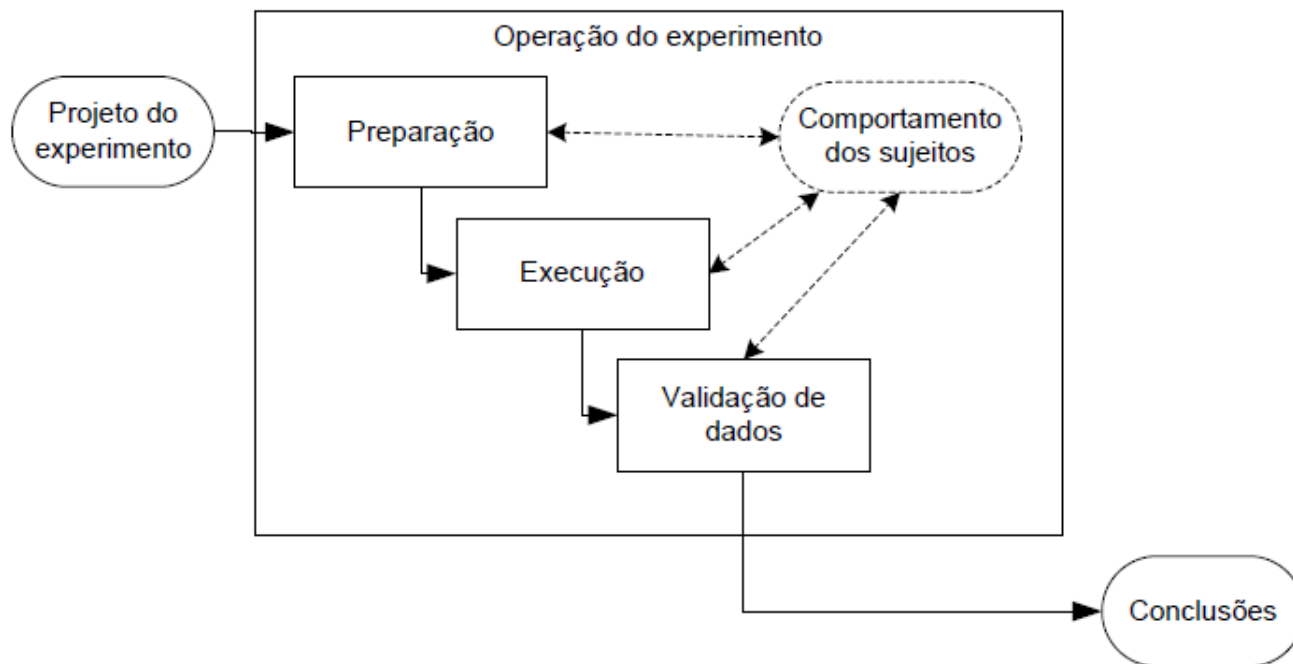 Operação do experimento
Projeto do
experimento
Preparação
Comportamento
dos sujeitos
Execução
Validação de
dados
Conclusões